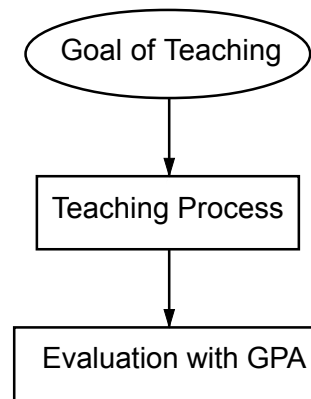 Goal of Teaching
Teaching Process
Evaluation with GPA